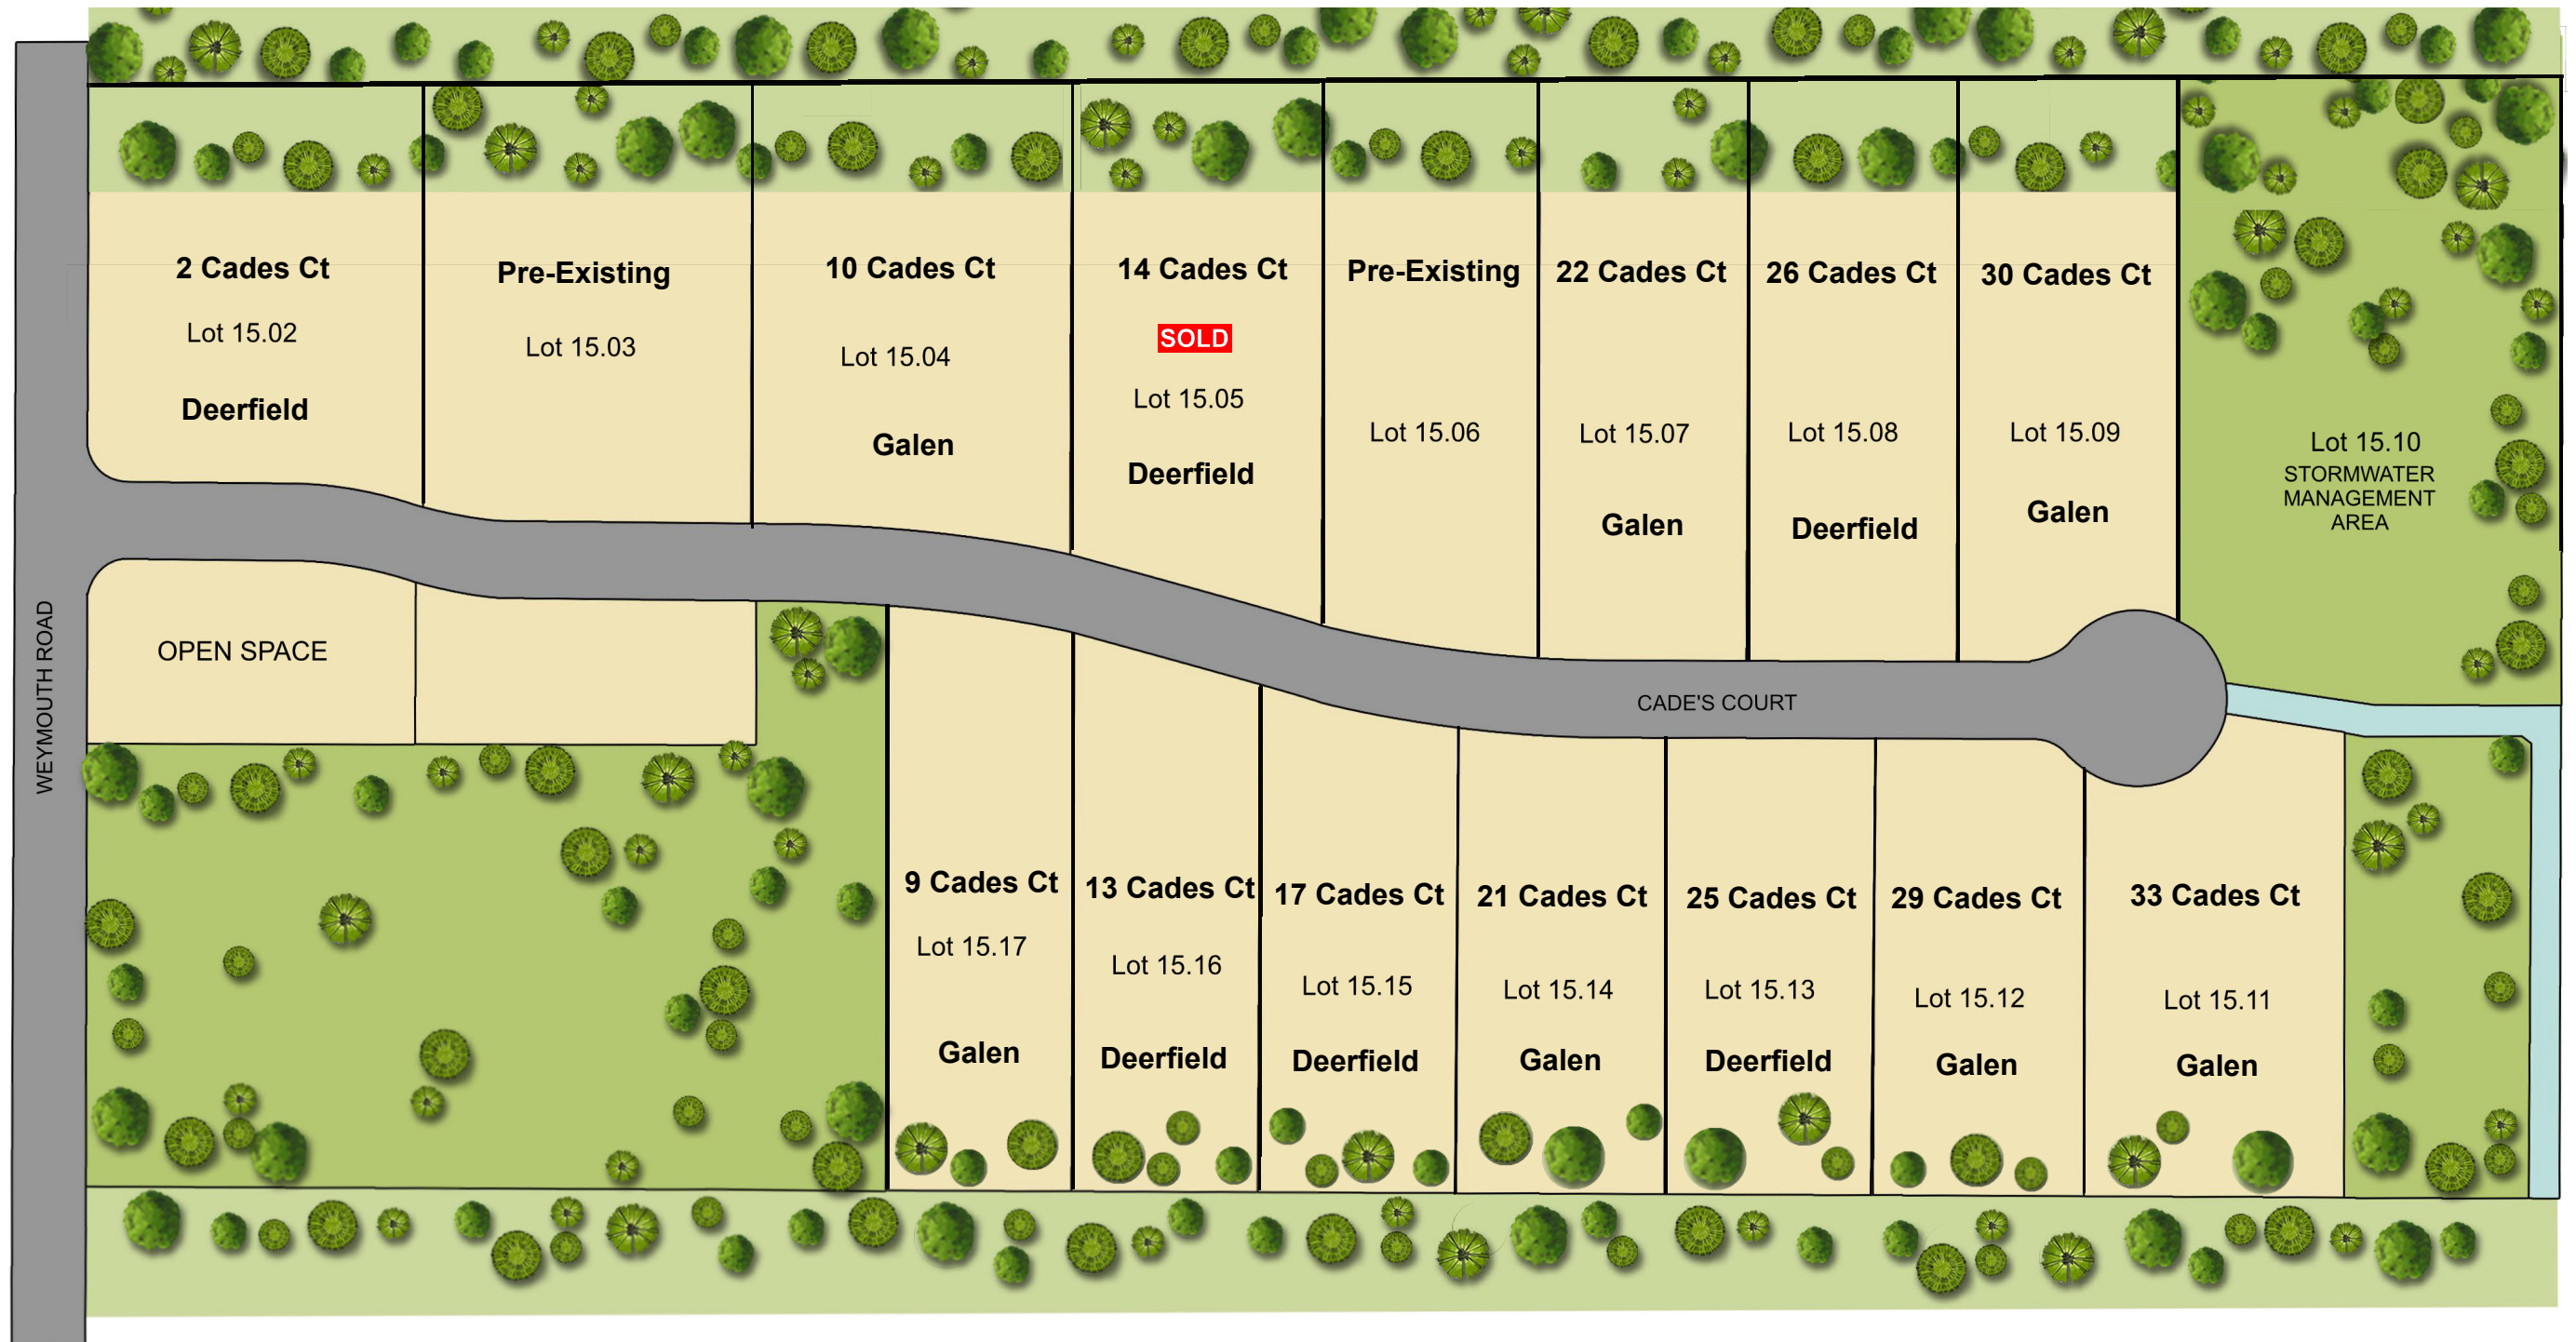 2 Cades Ct
Lot 15.02
Deerfield
Pre-Existing
Lot 15.03
10 Cades Ct
Lot 15.04
Galen
14 Cades Ct
SOLD
Lot 15.05
Deerfield
Pre-Existing
Lot 15.06
22 Cades Ct
Lot 15.07
Galen
26 Cades Ct
Lot 15.08
Deerfield
30 Cades Ct
Lot 15.09
Galen
Lot 15.10
STORMWATER
MANAGEMENT
AREA
WEYMOUTH ROAD
OPEN SPACE
CADE'S COURT
9 Cades Ct
Lot 15.17
Galen
13 Cades Ct
Lot 15.16
Deerfield
17 Cades Ct
Lot 15.15
Deerfield
21 Cades Ct
Lot 15.14
Galen
25 Cades Ct
Lot 15.13
Deerfield
29 Cades Ct
Lot 15.12
Galen
33 Cades Ct
Lot 15.11
Galen